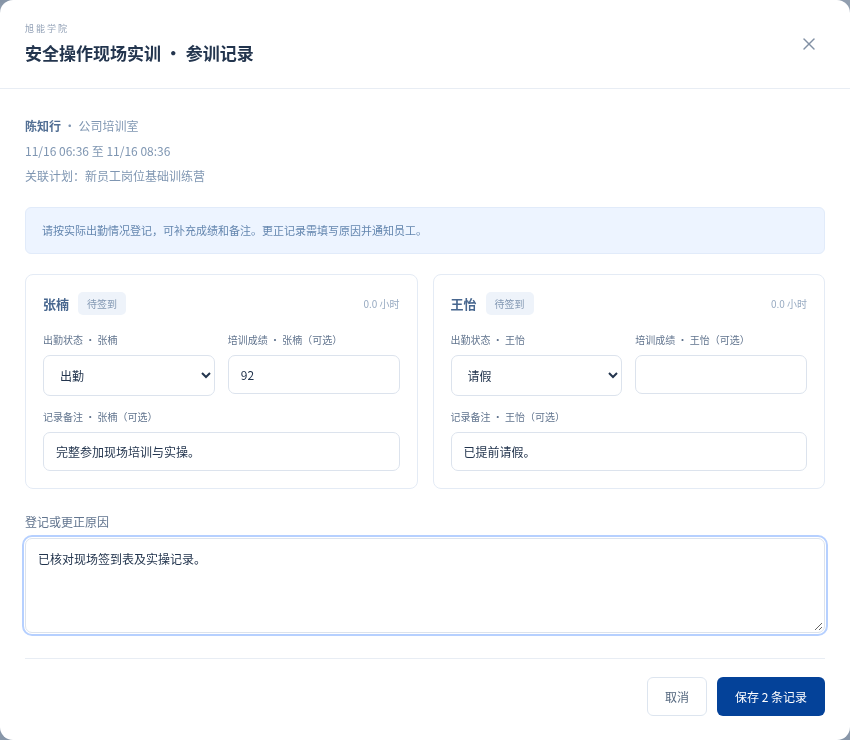 旭能学院
安全操作现场实训 · 参训记录
陈知行 · 公司培训室
11/16 06:36 至 11/16 08:36
关联计划：新员工岗位基础训练营
请按实际出勤情况登记，可补充成绩和备注。更正记录需填写原因并通知员工。
张楠 待签到 0.0 小时
出勤状态 · 张楠 培训成绩 · 张楠（可选）
出勤 92
记录备注 · 张楠（可选）
完整参加现场培训与实操。
王怡 待签到 0.0 小时
出勤状态 · 王怡 培训成绩 · 王怡（可选）
请假
记录备注 · 王怡（可选）
已提前请假。
登记或更正原因
已核对现场签到表及实操记录。
取消 保存 2 条记录